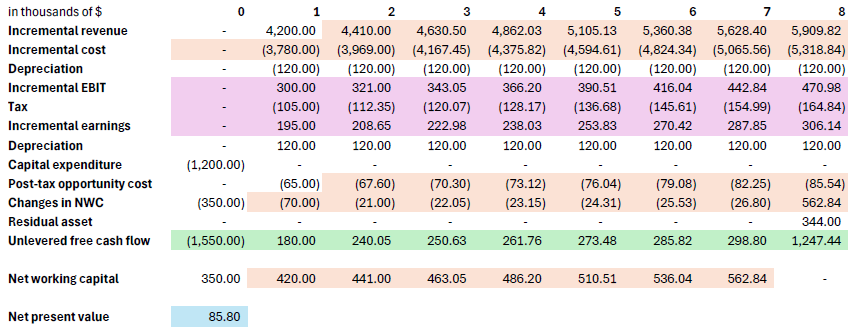 in thousands of $ 0 1 2 3 4 5 6 7 8
Incremental revenue - 4,200.00 4,410.00 4,630.50 4,862.03 5,105.13 5,360.38 5,628.40 5,909.82
Incremental cost - (3,780.00) (3,969.00) (4,167.45) (4,375.82) (4,594.61) (4,824.34) (5,065.56) (5,318.84)
Depreciation - (120.00) (120.00) (120.00) (120.00) (120.00) (120.00) (120.00) (120.00)
Incremental EBIT - 300.00 321.00 343.05 366.20 390.51 416.04 442.84 470.98
Tax - (105.00) (112.35) (120.07) (128.17) (136.68) (145.61) (154.99) (164.84)
Incremental earnings - 195.00 208.65 222.98 238.03 253.83 270.42 287.85 306.14
Depreciation - 120.00 120.00 120.00 120.00 120.00 120.00 120.00 120.00
Capital expenditure (1,200.00) - - - - - - - -
Post-tax opportunity cost - (65.00) (67.60) (70.30) (73.12) (76.04) (79.08) (82.25) (85.54)
Changes in NWC (350.00) (70.00) (21.00) (22.05) (23.15) (24.31) (25.53) (26.80) 562.84
Residual asset - - - - - - - - 344.00
Unlevered free cash flow (1,550.00) 180.00 240.05 250.63 261.76 273.48 285.82 298.80 1,247.44
Net working capital 350.00 420.00 441.00 463.05 486.20 510.51 536.04 562.84 -
Net present value 85.80